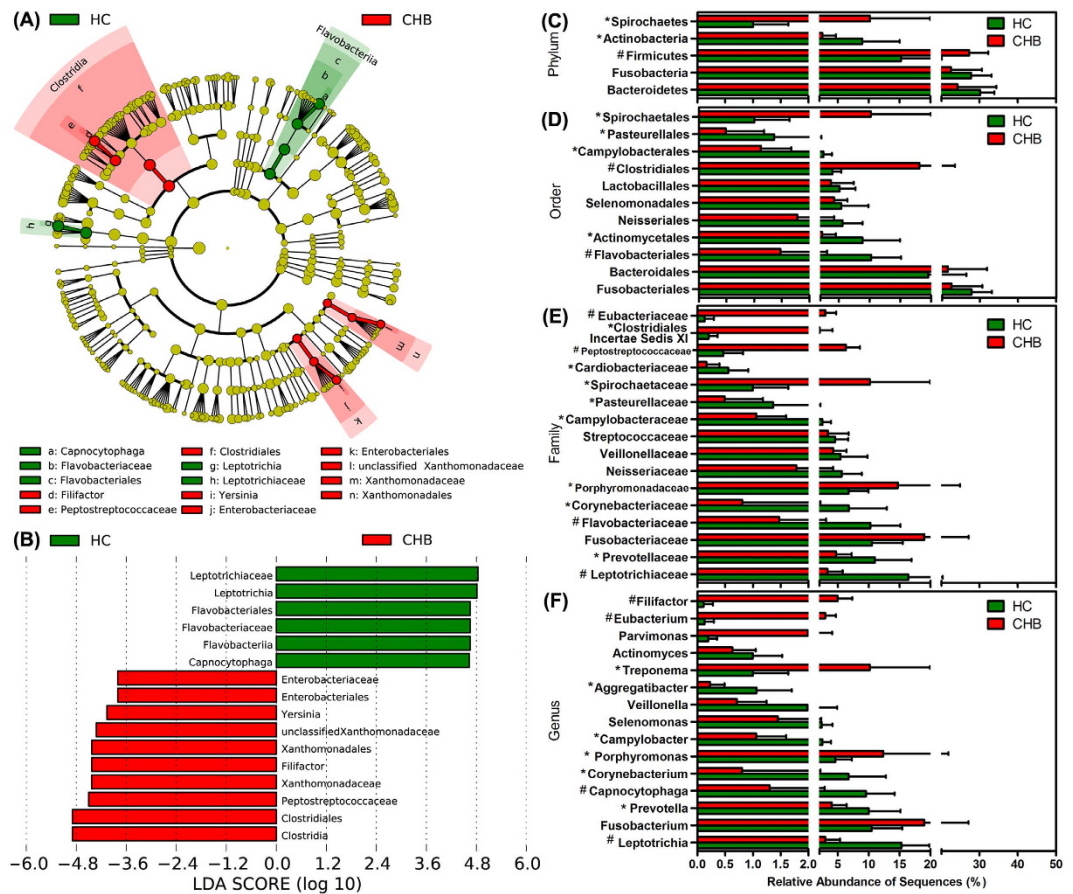 (A)
HC
CHB
Flavobacteriia
c
b
a
Clostridia
f
e
d
g
h
n
m
j
k
a: Capnocytophaga
b: Flavobacteriaceae
c: Flavobacteriales
d: Filifactor
e: Peptostreptococcaceae
f: Clostridiales
g: Leptotrichia
h: Leptotrichiaceae
i: Yersinia
j: Enterobacteriaceae
k: Enterobacteriales
l: unclassified Xanthomonadaceae
m: Xanthomonadaceae
n: Xanthomonadales
(B)
HC
CHB
Leptotrichiaceae
Leptotrichia
Flavobacteriales
Flavobacteriaceae
Flavobacteriia
Capnocytophaga
Enterobacteriaceae
Enterobacteriales
Yersinia
unclassifiedXanthomonadaceae
Xanthomonadales
Filifactor
Xanthomonadaceae
Peptostreptococcaceae
Clostridiales
Clostridia
−6.0 −4.8 −3.6 −2.4 −1.2 0.0 1.2 2.4 3.6 4.8 6.0
LDA SCORE (log 10)
(C)
Phylum
*Spirochaetes
*Actinobacteria
# Firmicutes
Fusobacteria
Bacteroidetes
HC
CHB
(D)
Order
*Spirochaetales
*Pasteurellales
*Campylobacterales
#Clostridiales
Lactobacillales
Selenomonadales
Neisseriales
*Actinomycetales
#Flavobacteriales
Bacteroidales
Fusobacteriales
HC
CHB
(E)
Family
# Eubacteriaceae
*Clostridiales
Incertae Sedis XI
# Peptostreptococcaceae
*Cardiobacteriaceae
*Spirochaetaceae
*Pasteurellaceae
*Campylobacteraceae
Streptococcaceae
Veillonellaceae
Neisseriaceae
*Porphyromonadaceae
*Corynebacteriaceae
# Flavobacteriaceae
Fusobacteriaceae
* Prevotellaceae
# Leptotrichiaceae
HC
CHB
(F)
Genus
#Filifactor
#Eubacterium
Parvimonas
Actinomyces
*Treponema
*Aggregatibacter
Veillonella
Selenomonas
*Campylobacter
* Porphyromonas
*Corynebacterium
# Capnocytophaga
* Prevotella
Fusobacterium
# Leptotrichia
HC
CHB
0.0 0.5 1.0 1.5 2.0 5 10 15 20 30 40 50
Relative Abundance of Sequences (%)